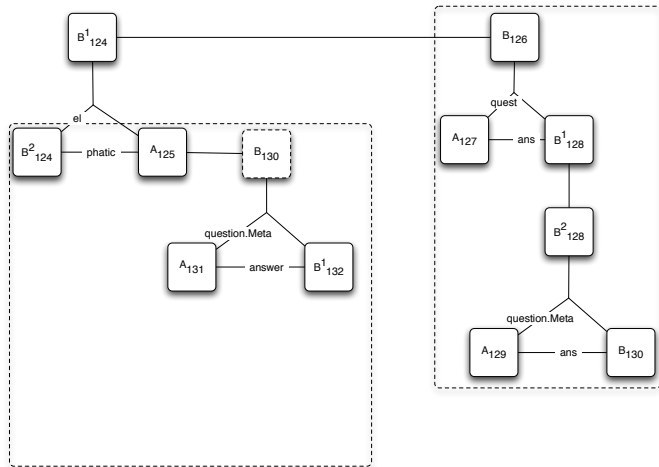 B¹₁₂₄
B₁₂₆
el
quest
B²₁₂₄
phatic
A₁₂₅
B₁₃₀
A₁₂₇
ans
B¹₁₂₈
B²₁₂₈
question.Meta
A₁₃₁
answer
B¹₁₃₂
question.Meta
A₁₂₉
ans
B₁₃₀